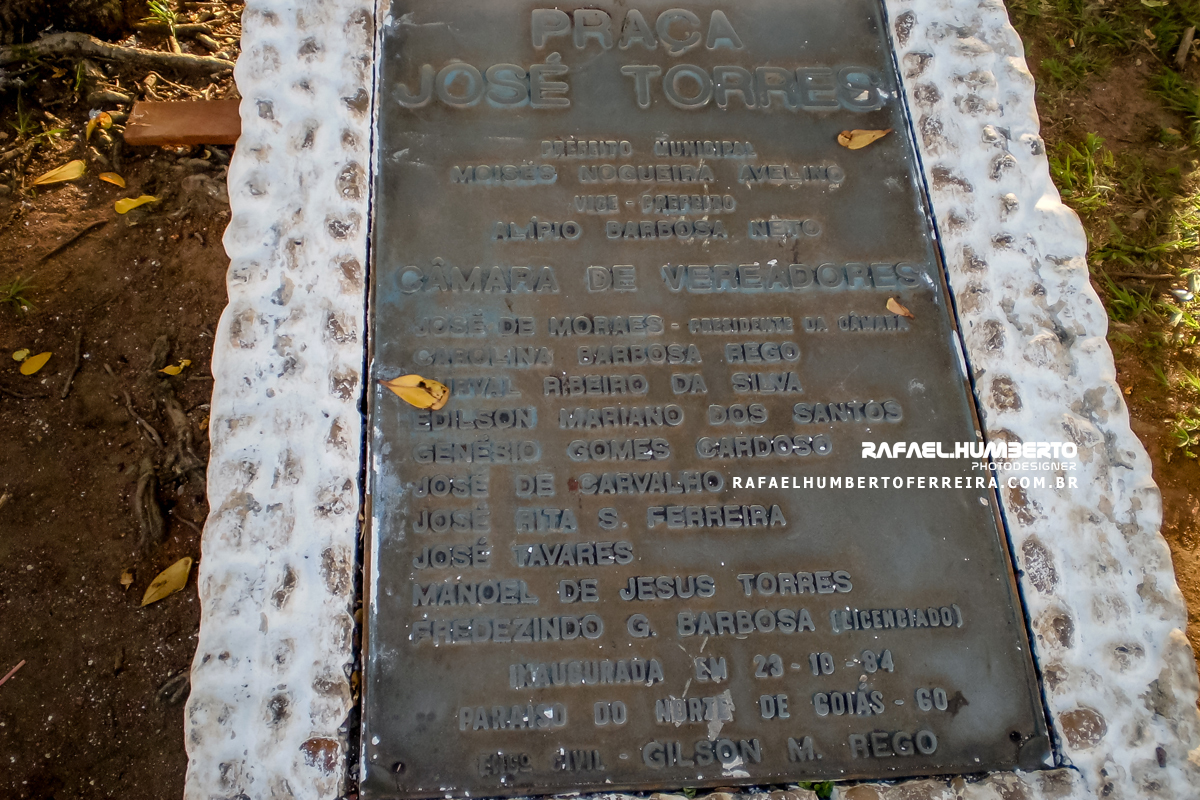 PRAÇA
JOSÉ TORRES
PREFEITO MUNICIPAL
MOISÉS NOGUEIRA AVELINO
VICE - PREFEITO
ALÍPIO BARBOSA NETO
CÂMARA DE VEREADORES
JOSÉ DE MORAES - PRESIDENTE DA CÂMARA
CAROLINA BARBOSA REGO
RIBEIRO DA SILVA
EDILSON MARIANO DOS SANTOS
GENÉSIO GOMES CARDOSO
JOSÉ DE CARVALHO
JOSÉ RITA S. FERREIRA
JOSÉ TAVARES
MANOEL DE JESUS TORRES
FREDEZINDO G. BARBOSA (LICENCIADO)
INAUGURADA EM 23 - 10 - 84
PARAÍSO DO NORTE DE GOIÁS - GO
CIVIL - GILSON M. REGO
RAFAELHUMBERTO
PHOTODESIGNER
RAFAELHUMBERTOFERREIRA.COM.BR